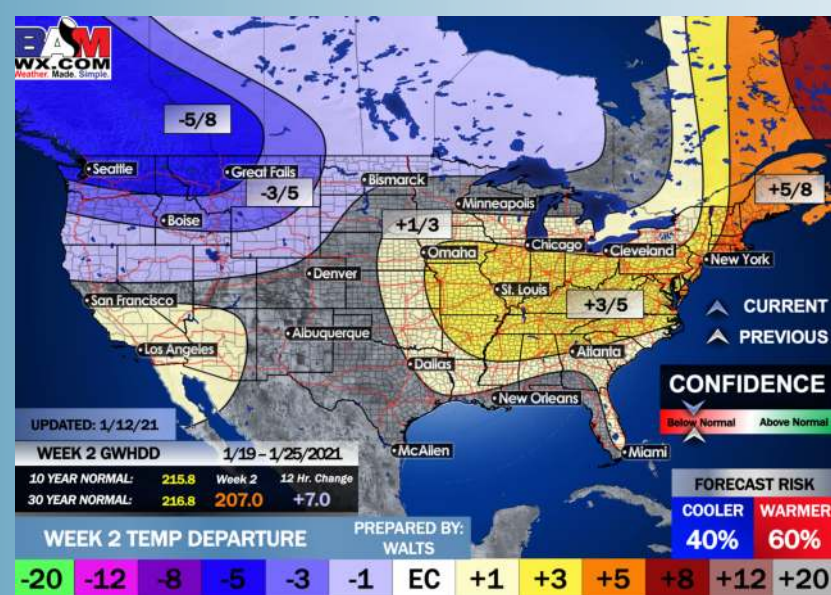 BAM
WX.COM
Weather. Made. Simple.
-5/8
Seattle
Great Falls
-3/5
Bismarck
+5/8
Boise
Minneapolis
+1/3
Chicago
Cleveland
Omaha
New York
Denver
St. Louis
San Francisco
+3/5
CURRENT
Albuquerque
PREVIOUS
Los Angeles
Atlanta
Dallas
CONFIDENCE
New Orleans
Below Normal Above Normal
UPDATED: 1/12/21
McAllen
Miami
WEEK 2 GWHDD 1/19 – 1/25/2021
10 YEAR NORMAL: 215.8 Week 2 12 Hr. Change
30 YEAR NORMAL: 216.8 207.0 +7.0
FORECAST RISK
COOLER WARMER
40% 60%
WEEK 2 TEMP DEPARTURE
PREPARED BY:
WALTS
-20 -12 -8 -5 -3 -1 EC +1 +3 +5 +8 +12 +20